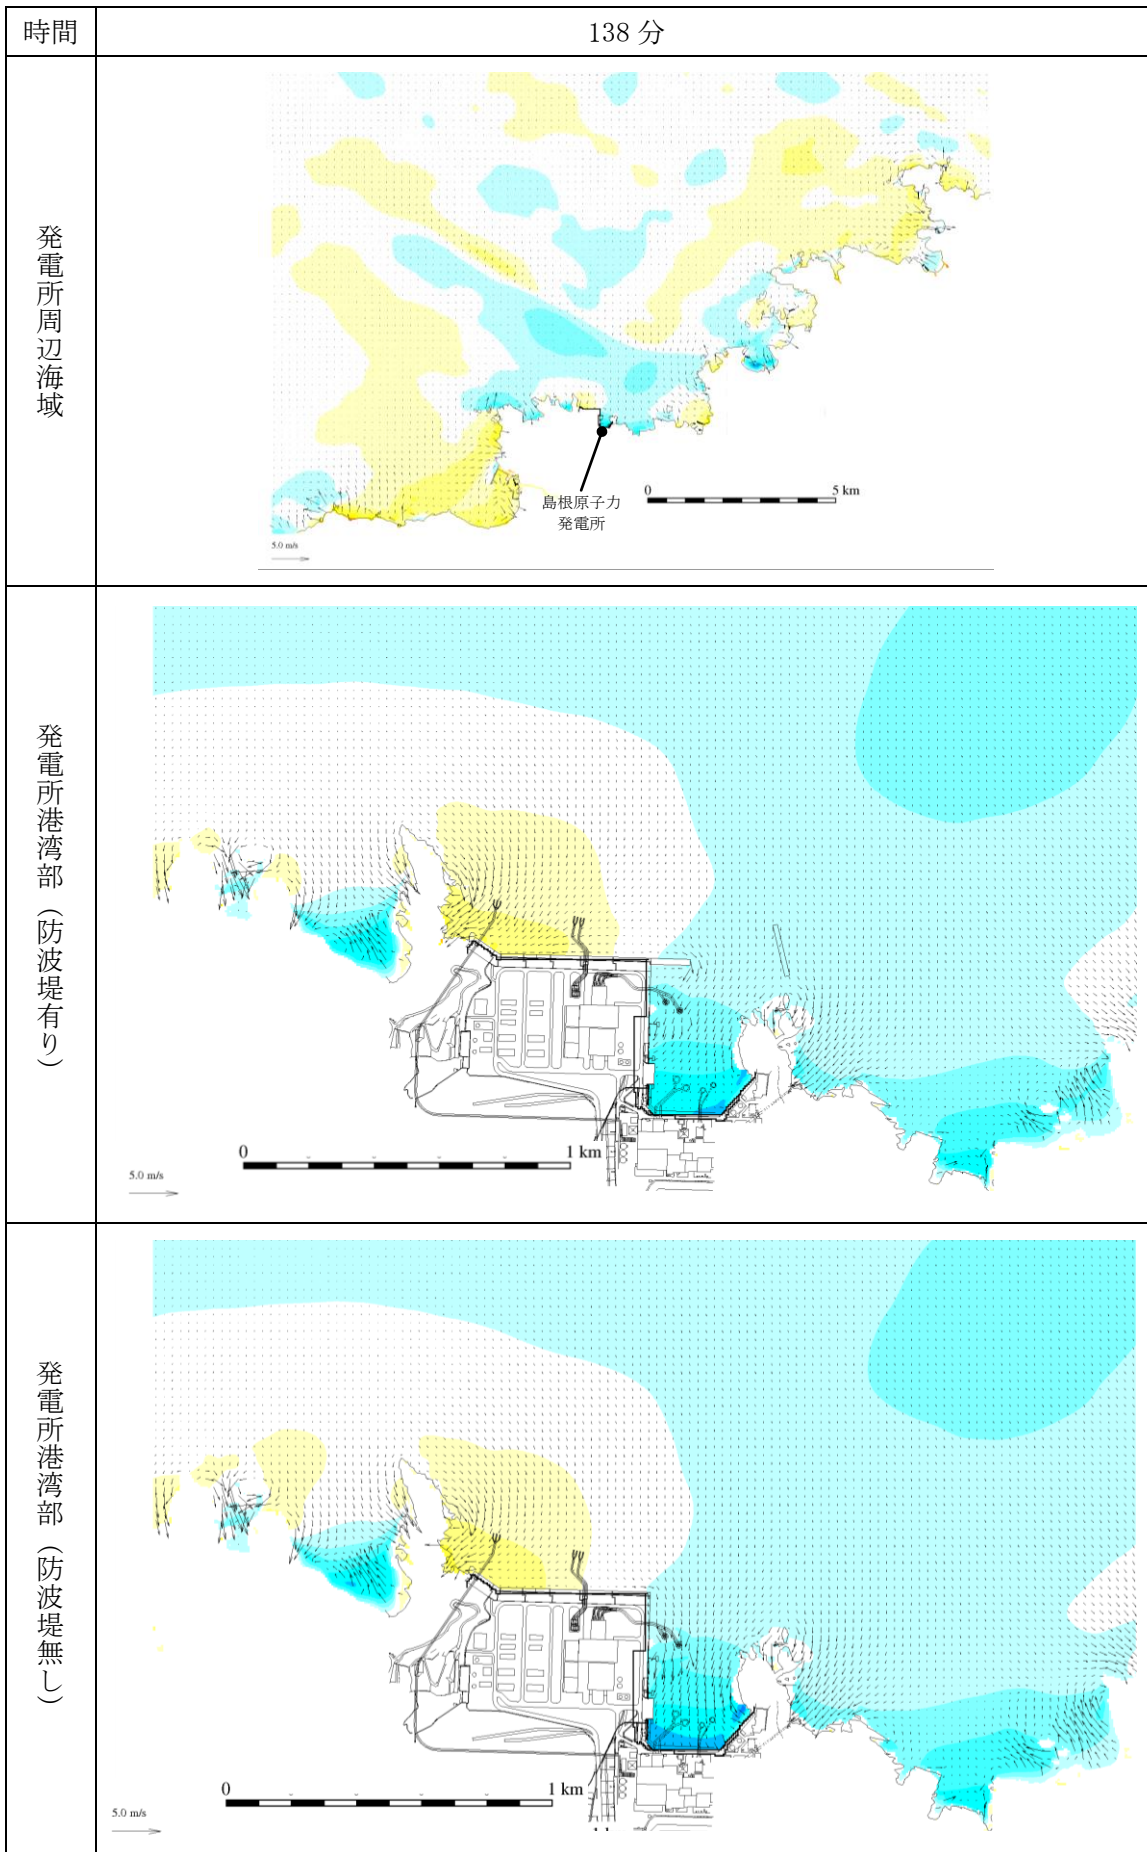 時間
138 分
発電所周辺海域
島根原子力
発電所
0
5 km
5.0 m/s
発電所港湾部（防波堤有り）
0
1 km
5.0 m/s
発電所港湾部（防波堤無し）
0
1 km
5.0 m/s